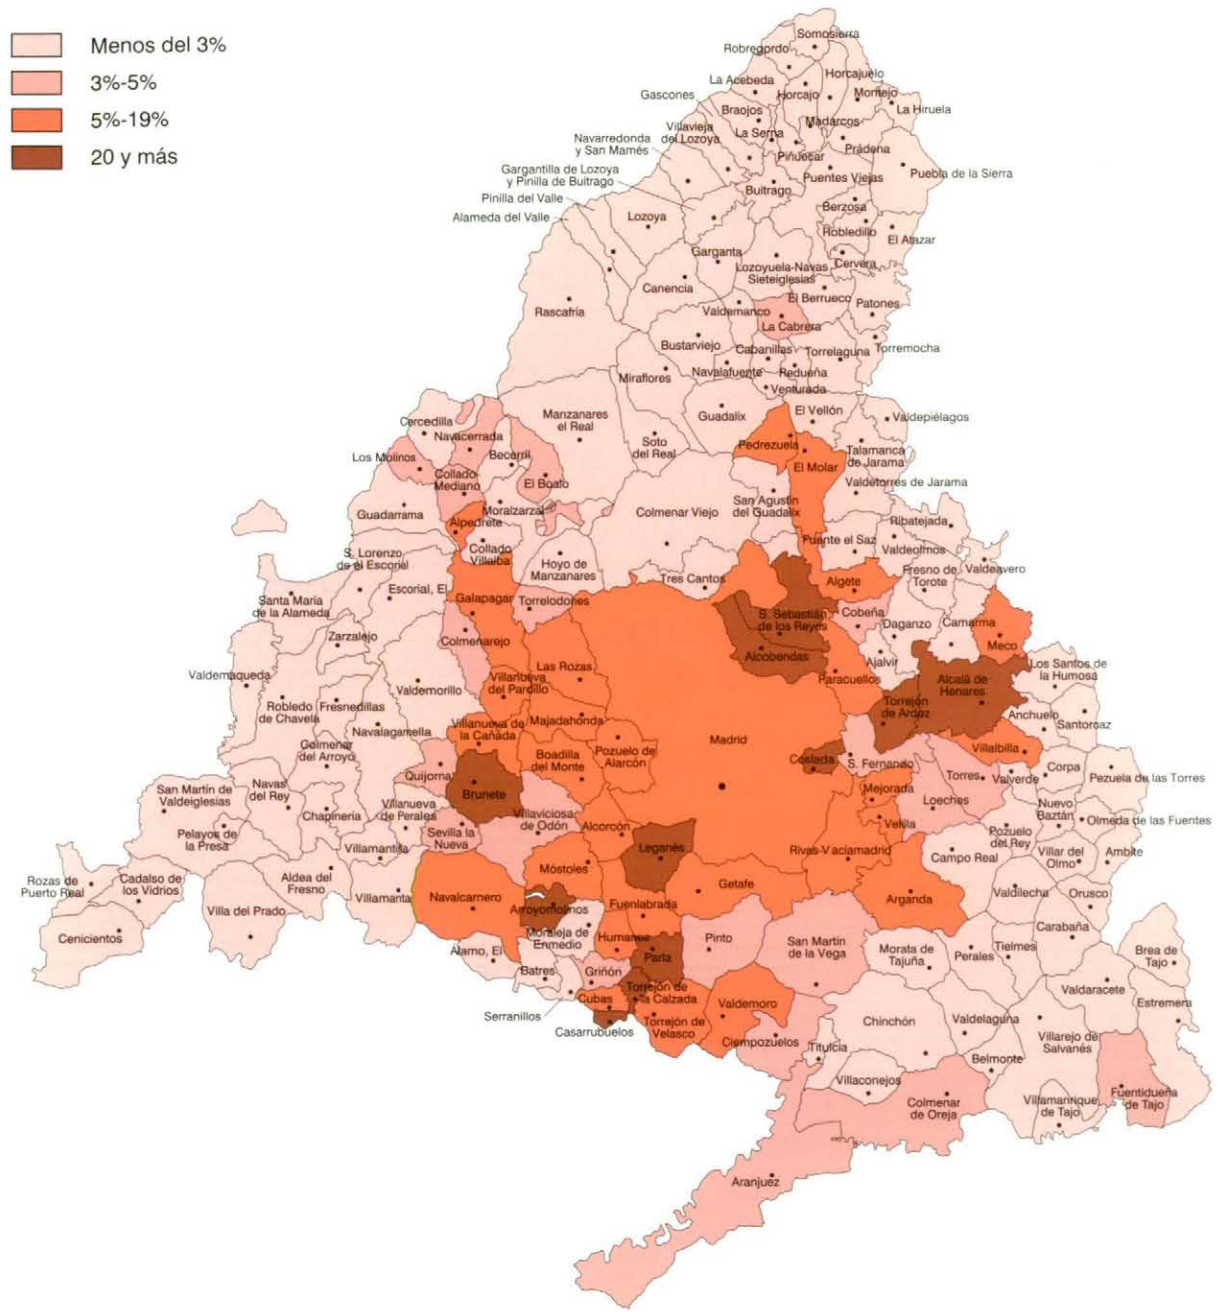 Menos del 3%
3%-5%
5%-19%
20 y más
Somosierra
Robregordo
La Acebeda
Horcajuelo
Gascones
Horcajo
Montejo
La Hiruela
Braojos
Madarcos
Villavieja
del Lozoya
La Serna
Navarredonda
y San Mamés
Prádena
Piñuecar
Gargantilla de Lozoya
y Pinilla de Buitrago
Puentes Viejas
Puebla de la Sierra
Buitrago
Pinilla del Valle
Berzosa
Alameda del Valle
Lozoya
Robledillo
El Atazar
Garganta
Cervera
Lozoyuela-Navas
Sieteiglesias
Canencia
El Berrueco
Patones
Rascafria
Valdemanco
La Cabrera
Bustarviejo
Cabanillas
Torrelaguna
Torremocha
Navalafuente
Redueña
Miraflores
Venturada
Manzanares
el Real
Guadalix
El Vellón
Valdepiélagos
Cercedilla
Navacerrada
Soto
del Real
Pedrezuela
Talamanca
de Jarama
Los Molinos
Becerril
El Molar
Collado-
Mediano
El Boalo
Valdetorres de Jarama
San Agustín
del Guadalix
Guadarrama
Moralzarzal
Colmenar Viejo
Alpedrete
Ribatejada
Fuente el Saz
Valdeolmos
Collado
Villalba
S. Lorenzo
de el Escorial
Hoyo de
Manzanares
Fresno de
Torote
Valdeavero
Tres Cantos
Algete
Escorial, El
Santa María
de la Alameda
Galapagar
Torrelodones
S. Sebastián
de los Reyes
Cobeña
Daganzo
Camarma
Zarzalejo
Colmenarejo
Meco
Alcobendas
Ajalvir
Las Rozas
Los Santos de
la Humosa
Valdemaqueda
Valdemorillo
Villanueva
del Pardillo
Paracuellos
Alcalá de
Henares
Robledo
de Chavela
Fresnedillas
Torrejón
de Ardoz
Anchuelo
Santorcaz
Navalagamella
Villanueva de
la Cañada
Majadahonda
Madrid
Colmenar
del Arroyo
Boadilla
del Monte
Pozuelo de
Alarcón
Villalbilla
Coslada
S. Fernando
Corpa
Quijorna
Torres
Valverde
Pezuela de las Torres
San Martín de
Valdeiglesias
Navas
del Rey
Brunete
Mejorada
Loeches
Villanueva
de Perales
Villaviciosa
de Odón
Nuevo
Baztán
Chapinería
Velilla
Olmeda de las Fuentes
Pelayos de
la Presa
Sevilla la
Nueva
Alcorcón
Pozuelo
del Rey
Villamantilla
Leganés
Rivas-Vaciamadrid
Campo Real
Villar del
Olmo
Ambite
Móstoles
Rozas de
Puerto Real
Cadalso de
los Vidrios
Aldea del
Fresno
Getafe
Valdilecha
Orusco
Villamanta
Navalcarnero
Arganda
Villa del Prado
Arroyomolinos
Fuenlabrada
Carabaña
Cenicientos
Moraleja de
Enmedio
Humanes
Pinto
San Martín
de la Vega
Morata de
Tajuña
Perales
Tielmes
Brea de
Tajo
Álamo, El
Parla
Batres
Griñón
Torrejón de
la Calzada
Valdaracete
Cubas
Valdemoro
Estremera
Serranillos
Casarrubuelos
Torrejón de
Velasco
Chinchón
Valdelaguna
Villarejo de
Salvanés
Ciempozuelos
Titulcia
Belmonte
Villaconejos
Colmenar
de Oreja
Villamanrique
de Tajo
Fuentidueña
de Tajo
Aranjuez